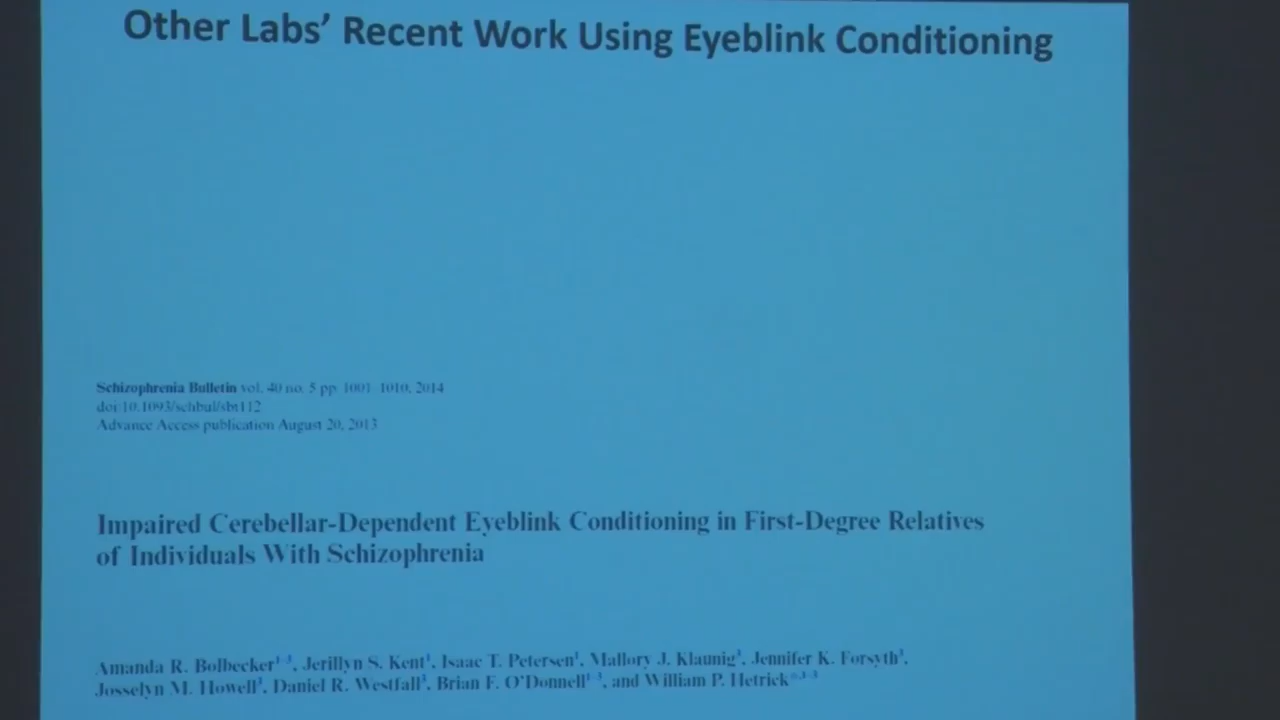 Other Labs' Recent Work Using Eyeblink Conditioning
Schizophrenia Bulletin vol. 40 no. 5 pp. 1001–1010, 2014
doi:10.1093/schbul/sbt112
Advance Access publication August 20, 2013
Impaired Cerebellar-Dependent Eyeblink Conditioning in First-Degree Relatives
of Individuals With Schizophrenia
Amanda R. Bolbecker, Jerillyn S. Kent, Isaac T. Petersen, Mallory J. Klaunig, Jennifer K. Forsyth,
Josselyn M. Howell, Daniel R. Westfall, Brian F. O'Donnell, and William P. Hetrick